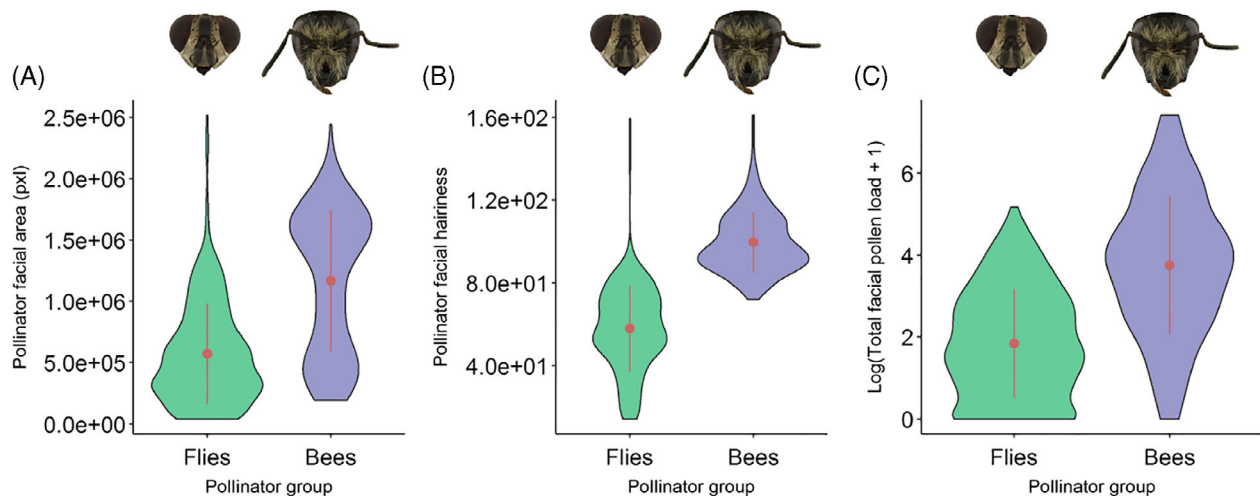 (A)
Pollinator facial area (pxl)
2.5e+06
2.0e+06
1.5e+06
1.0e+06
5.0e+05
0.0e+00
Flies
Bees
Pollinator group
(B)
Pollinator facial hairiness
1.6e+02
1.2e+02
8.0e+01
4.0e+01
Flies
Bees
Pollinator group
(C)
Log(Total facial pollen load + 1)
6
4
2
0
Flies
Bees
Pollinator group